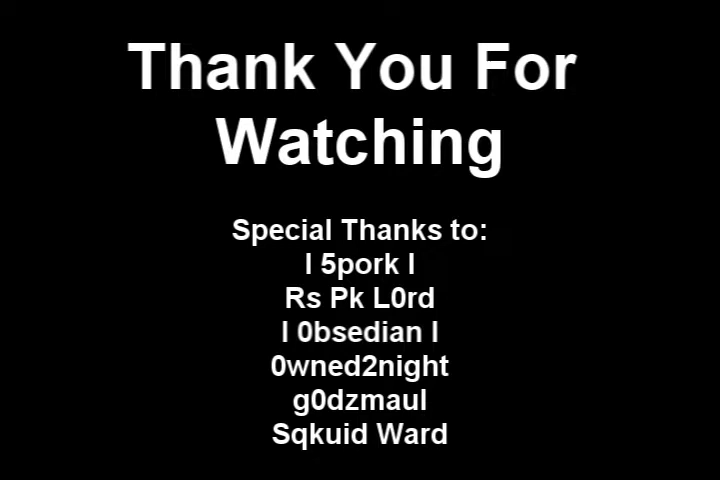 Thank You For
Watching
Special Thanks to:
I 5pork I
Rs Pk L0rd
I 0bsedian I
0wned2night
g0dzmaul
Sqkuid Ward